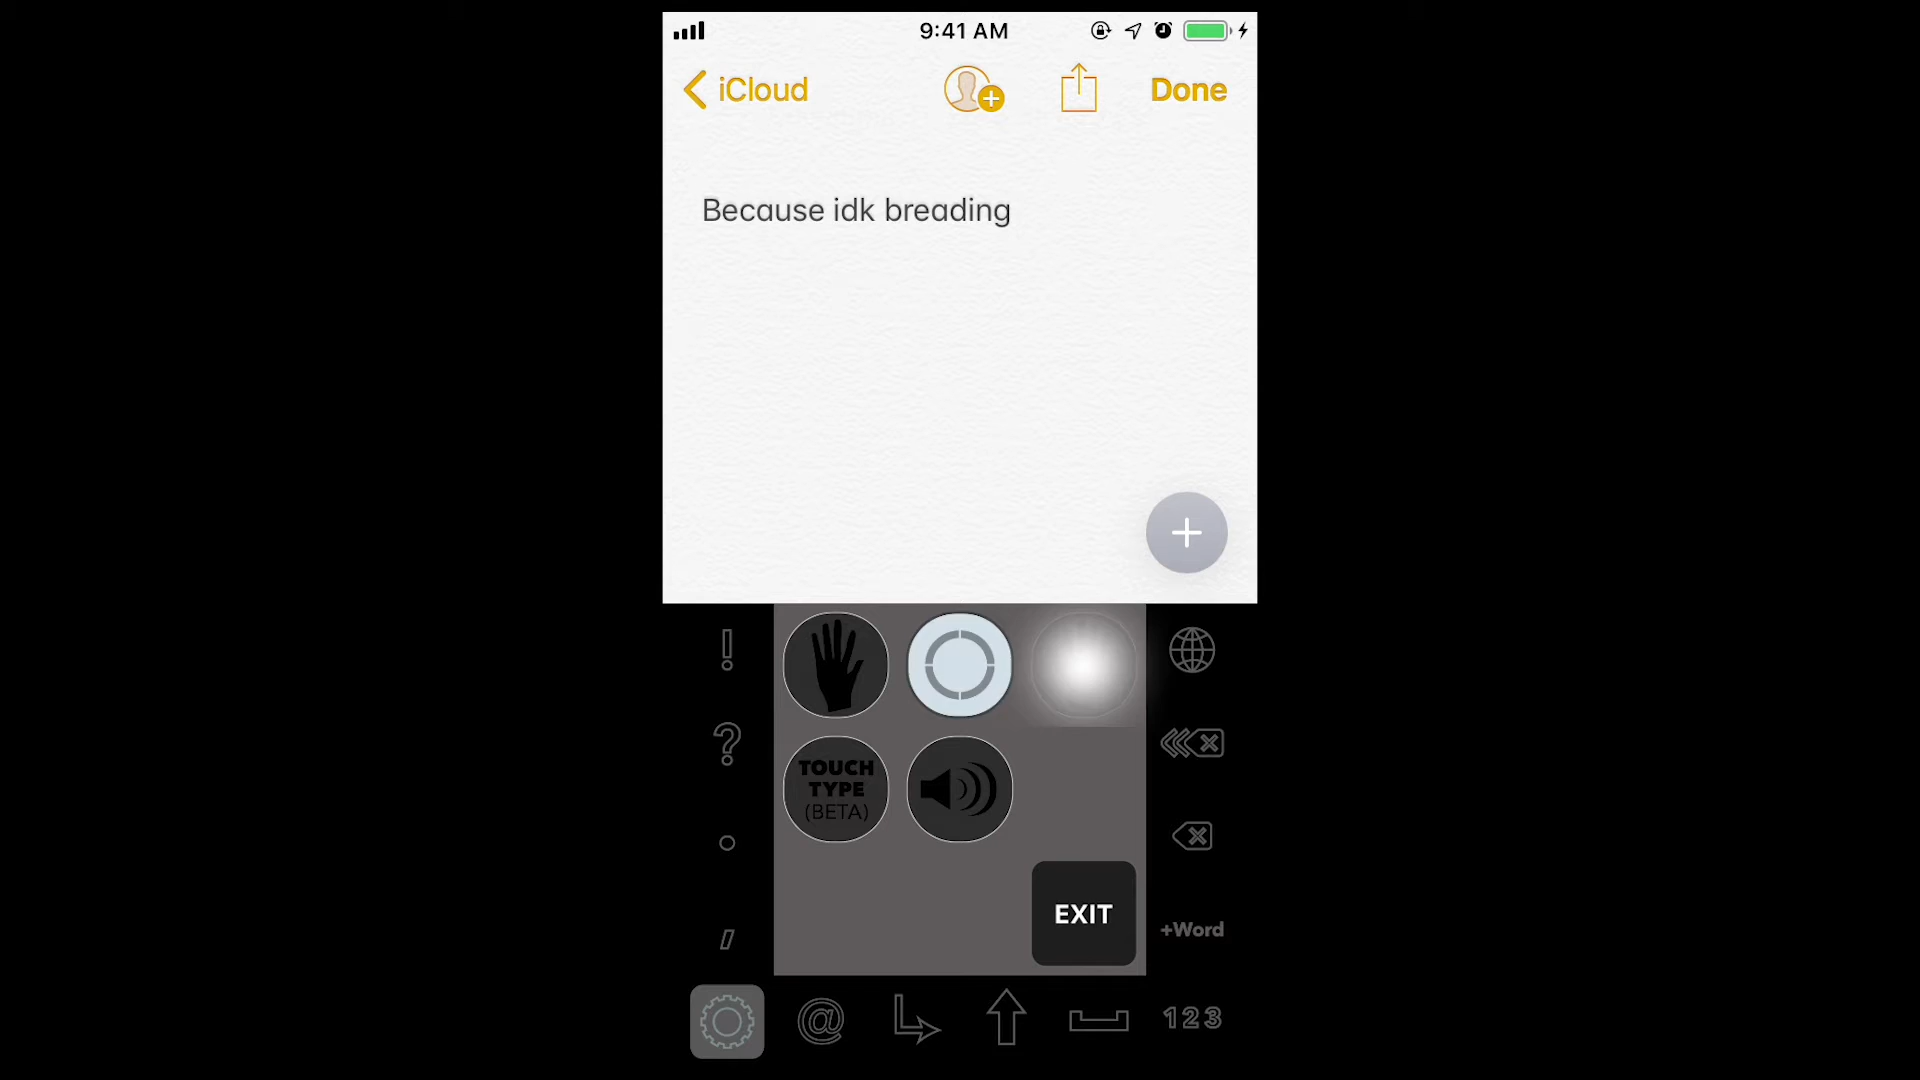 9:41 AM
iCloud
Done
Because idk breading
!
?
TOUCH
TYPE
(BETA)
,
EXIT
+Word
@
123